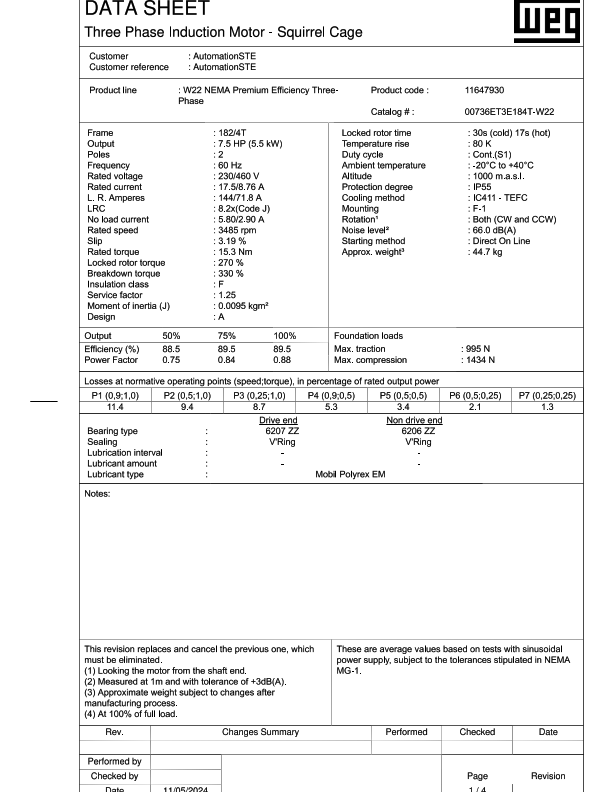 DATA SHEET
Three Phase Induction Motor - Squirrel Cage
WEG
Customer : AutomationSTE
Customer reference : AutomationSTE
Product line : W22 NEMA Premium Efficiency Three-Phase
Product code : 11647930
Catalog # : 00736ET3E184T-W22
Frame : 182/4T
Output : 7.5 HP (5.5 kW)
Poles : 2
Frequency : 60 Hz
Rated voltage : 230/460 V
Rated current : 17.5/8.76 A
L. R. Amperes : 144/71.8 A
LRC : 8.2x(Code J)
No load current : 5.80/2.90 A
Rated speed : 3485 rpm
Slip : 3.19 %
Rated torque : 15.3 Nm
Locked rotor torque : 270 %
Breakdown torque : 330 %
Insulation class : F
Service factor : 1.25
Moment of inertia (J) : 0.0095 kgm²
Design : A
Locked rotor time : 30s (cold) 17s (hot)
Temperature rise : 80 K
Duty cycle : Cont.(S1)
Ambient temperature : -20°C to +40°C
Altitude : 1000 m.a.s.l.
Protection degree : IP55
Cooling method : IC411 - TEFC
Mounting : F-1
Rotation¹ : Both (CW and CCW)
Noise level² : 66.0 dB(A)
Starting method : Direct On Line
Approx. weight³ : 44.7 kg
Output 50% 75% 100%
Efficiency (%) 88.5 89.5 89.5
Power Factor 0.75 0.84 0.88
Foundation loads
Max. traction : 995 N
Max. compression : 1434 N
Losses at normative operating points (speed;torque), in percentage of rated output power
P1 (0,9;1,0) P2 (0,5;1,0) P3 (0,25;1,0) P4 (0,9;0,5) P5 (0,5;0,5) P6 (0,5;0,25) P7 (0,25;0,25)
11.4 9.4 8.7 5.3 3.4 2.1 1.3
Drive end Non drive end
Bearing type : 6207 ZZ 6206 ZZ
Sealing : V'Ring V'Ring
Lubrication interval : - -
Lubricant amount : - -
Lubricant type : Mobil Polyrex EM
Notes:
This revision replaces and cancel the previous one, which
must be eliminated.
(1) Looking the motor from the shaft end.
(2) Measured at 1m and with tolerance of +3dB(A).
(3) Approximate weight subject to changes after
manufacturing process.
(4) At 100% of full load.
These are average values based on tests with sinusoidal
power supply, subject to the tolerances stipulated in NEMA
MG-1.
Rev. Changes Summary Performed Checked Date
Performed by
Checked by Page Revision
Date 11/05/2024 1 / 4